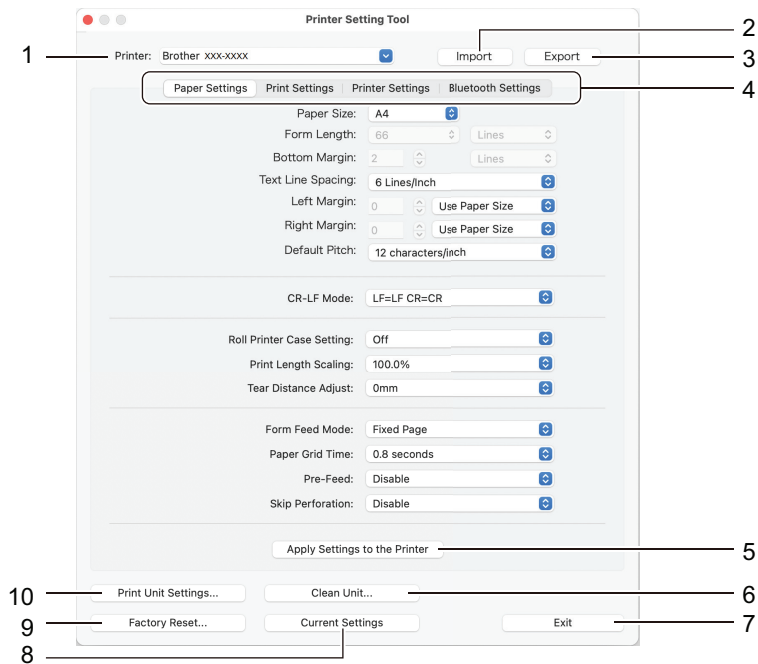 Printer Setting Tool
2
1 Printer: Brother XXX-XXXX Import Export
3
Paper Settings Print Settings Printer Settings Bluetooth Settings 4
Paper Size: A4
Form Length: 66 Lines
Bottom Margin: 2 Lines
Text Line Spacing: 6 Lines/Inch
Left Margin: 0 Use Paper Size
Right Margin: 0 Use Paper Size
Default Pitch: 12 characters/inch
CR-LF Mode: LF=LF CR=CR
Roll Printer Case Setting: Off
Print Length Scaling: 100.0%
Tear Distance Adjust: 0mm
Form Feed Mode: Fixed Page
Paper Grid Time: 0.8 seconds
Pre-Feed: Disable
Skip Perforation: Disable
Apply Settings to the Printer 5
10 Print Unit Settings... Clean Unit... 6
9 Factory Reset... Current Settings Exit 7
8